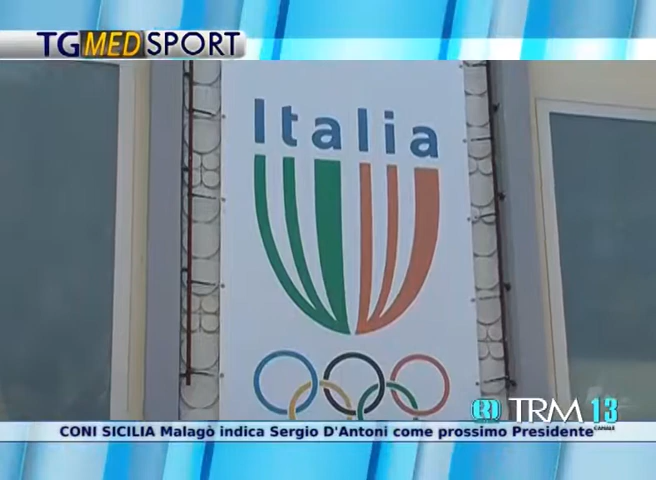 TGMEDSPORT
Italia
TRM 13
CANALE
CONI SICILIA Malagò indica Sergio D'Antoni come prossimo Presidente